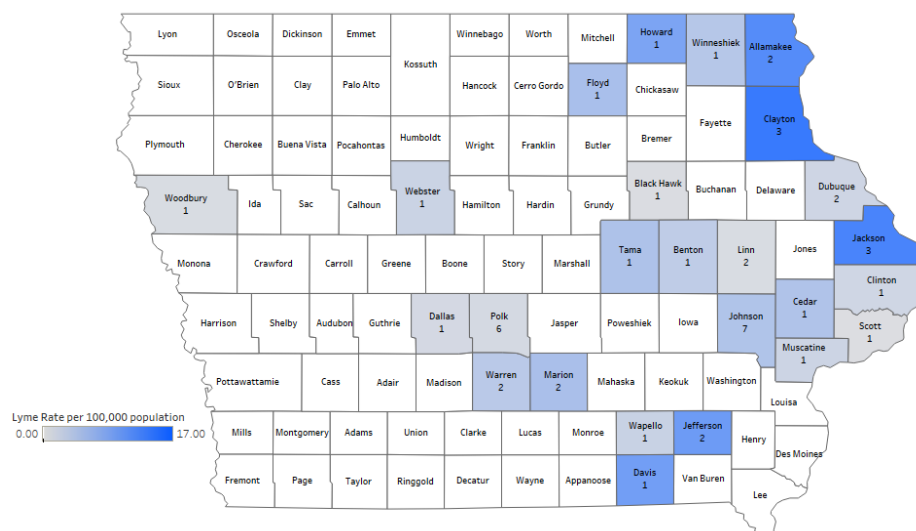 Lyon
Osceola
Dickinson
Emmet
Kossuth
Winnebago
Worth
Mitchell
Howard
1
Winneshiek
1
Allamakee
2
Sioux
O'Brien
Clay
Palo Alto
Hancock
Cerro Gordo
Floyd
1
Chickasaw
Fayette
Clayton
3
Plymouth
Cherokee
Buena Vista
Pocahontas
Humboldt
Wright
Franklin
Butler
Bremer
Woodbury
1
Ida
Sac
Calhoun
Webster
1
Hamilton
Hardin
Grundy
Black Hawk
1
Buchanan
Delaware
Dubuque
2
Monona
Crawford
Carroll
Greene
Boone
Story
Marshall
Tama
1
Benton
1
Linn
2
Jones
Jackson
3
Clinton
1
Harrison
Shelby
Audubon
Guthrie
Dallas
1
Polk
6
Jasper
Poweshiek
Iowa
Johnson
7
Cedar
1
Scott
1
Muscatine
1
Pottawattamie
Cass
Adair
Madison
Warren
2
Marion
2
Mahaska
Keokuk
Washington
Louisa
Lyme Rate per 100,000 population
0.00
17.00
Mills
Montgomery
Adams
Union
Clarke
Lucas
Monroe
Wapello
1
Jefferson
2
Henry
Des Moines
Fremont
Page
Taylor
Ringgold
Decatur
Wayne
Appanoose
Davis
1
Van Buren
Lee